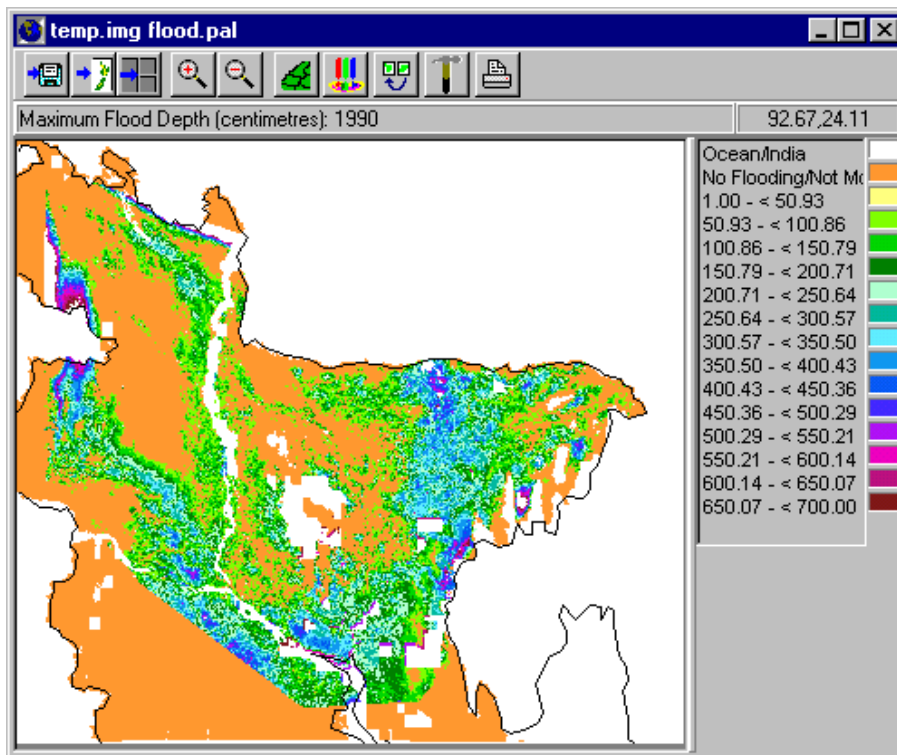 temp.img flood.pal
Maximum Flood Depth (centimetres): 1990
92.67,24.11
Ocean/India
No Flooding/Not Mo
1.00 - < 50.93
50.93 - < 100.86
100.86 - < 150.79
150.79 - < 200.71
200.71 - < 250.64
250.64 - < 300.57
300.57 - < 350.50
350.50 - < 400.43
400.43 - < 450.36
450.36 - < 500.29
500.29 - < 550.21
550.21 - < 600.14
600.14 - < 650.07
650.07 - < 700.00